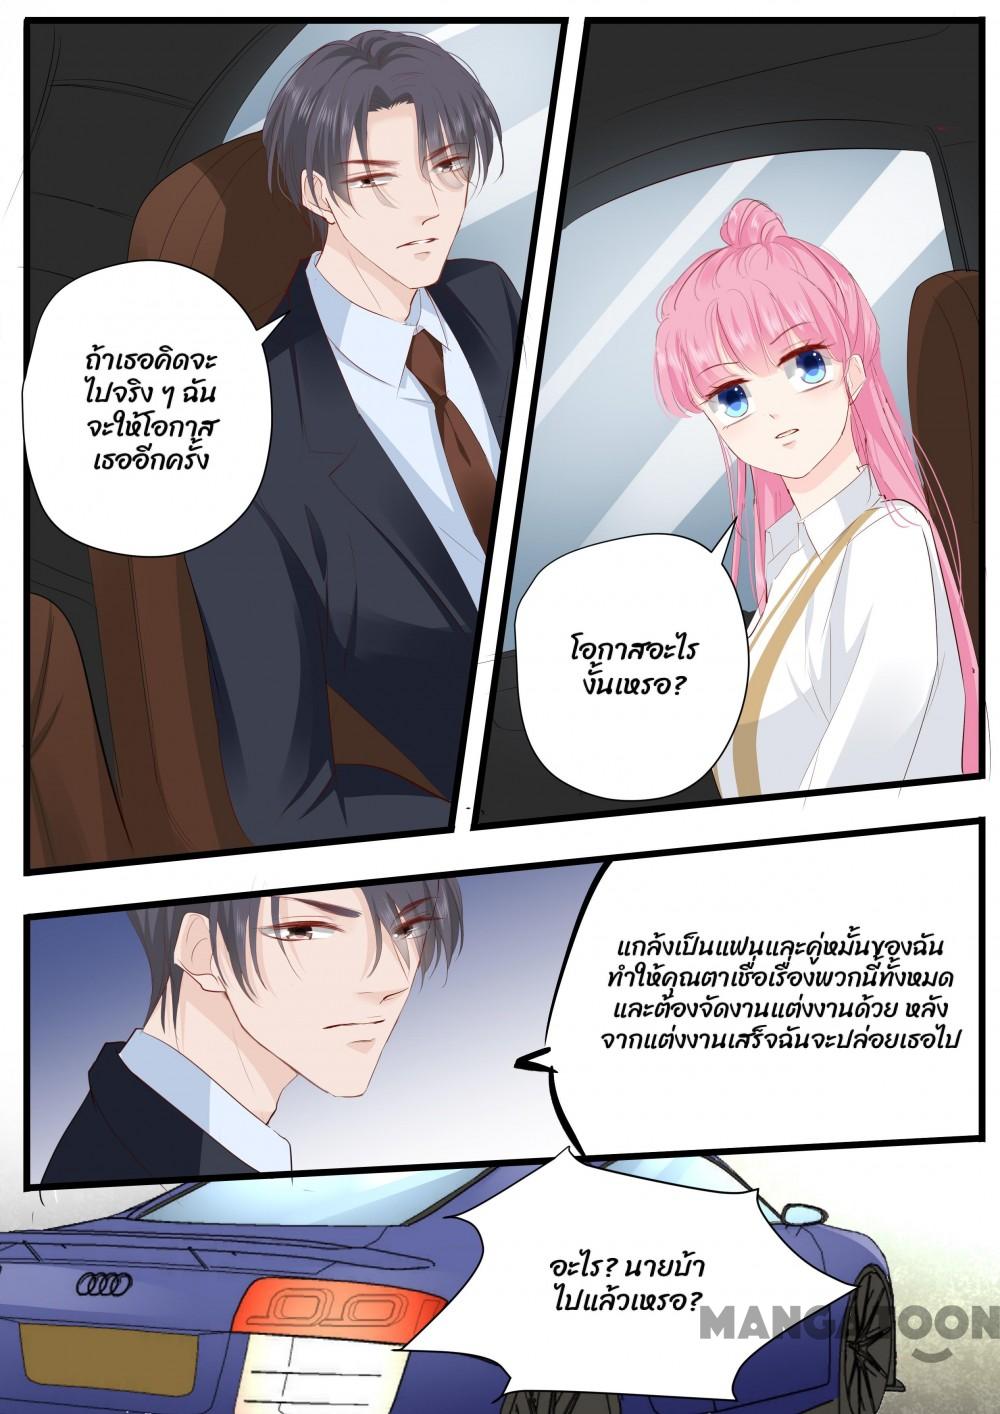 ถ้าเธอคิดจะ
ไปจริง ๆ ฉัน
จะให้โอกาส
เธออีกครั้ง
โอกาสอะไร
งั้นเหรอ?
แกล้งเป็นแฟนและคู่หมั้นของฉัน
ทำให้คุณตาเชื่อเรื่องพวกนี้ทั้งหมด
และต้องจัดงานแต่งงานด้วย หลัง
จากแต่งงานเสร็จฉันจะปล่อยเธอไป
อะไร? นายบ้า
ไปแล้วเหรอ?
MANGATOON